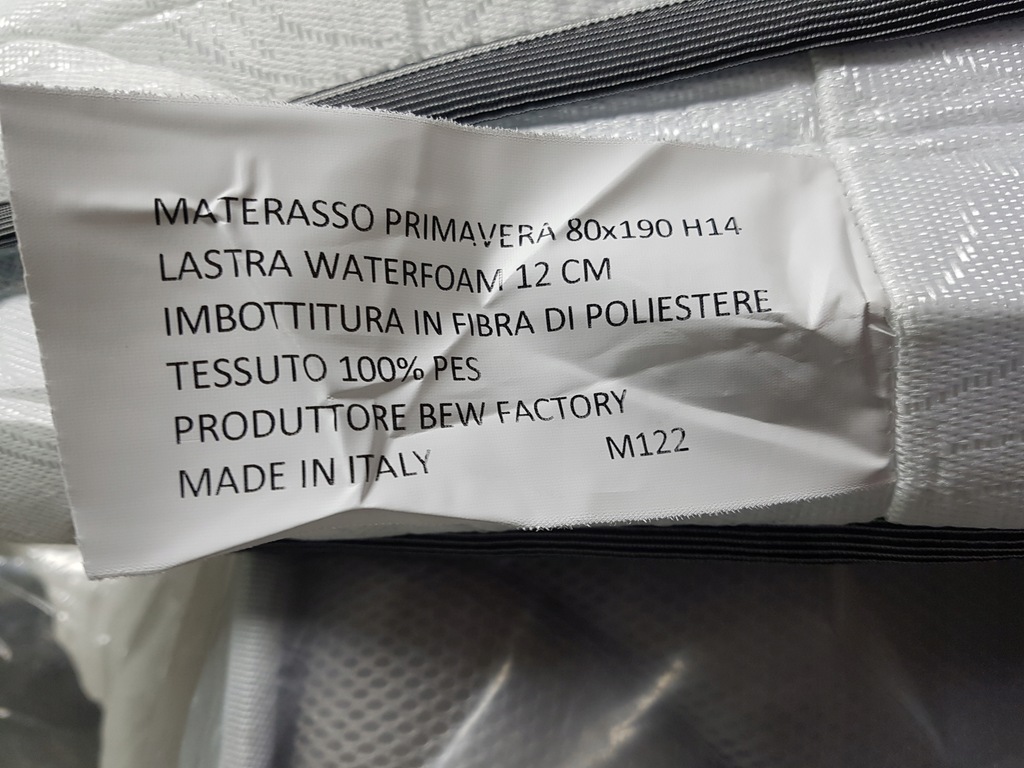 MATERASSO PRIMAVERA 80x190 H14
LASTRA WATERFOAM 12 CM
IMBOTTITURA IN FIBRA DI POLIESTERE
TESSUTO 100% PES
PRODUTTORE BEW FACTORY
MADE IN ITALY M122